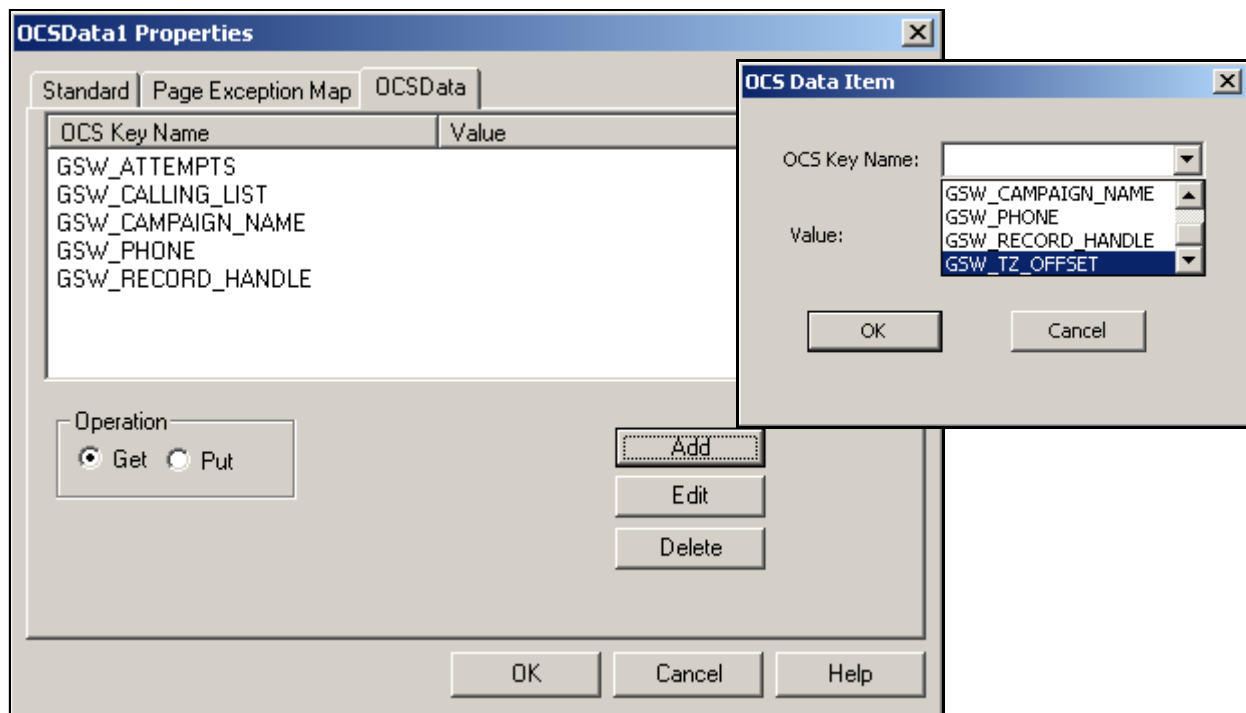 OCSData1 Properties
Standard
Page Exception Map
OCSData
OCS Key Name
Value
GSW_ATTEMPTS
GSW_CALLING_LIST
GSW_CAMPAIGN_NAME
GSW_PHONE
GSW_RECORD_HANDLE
Operation
Get
Put
Add
Edit
Delete
OK
Cancel
Help
OCS Data Item
OCS Key Name:
GSW_CAMPAIGN_NAME
GSW_PHONE
GSW_RECORD_HANDLE
GSW_TZ_OFFSET
Value:
OK
Cancel